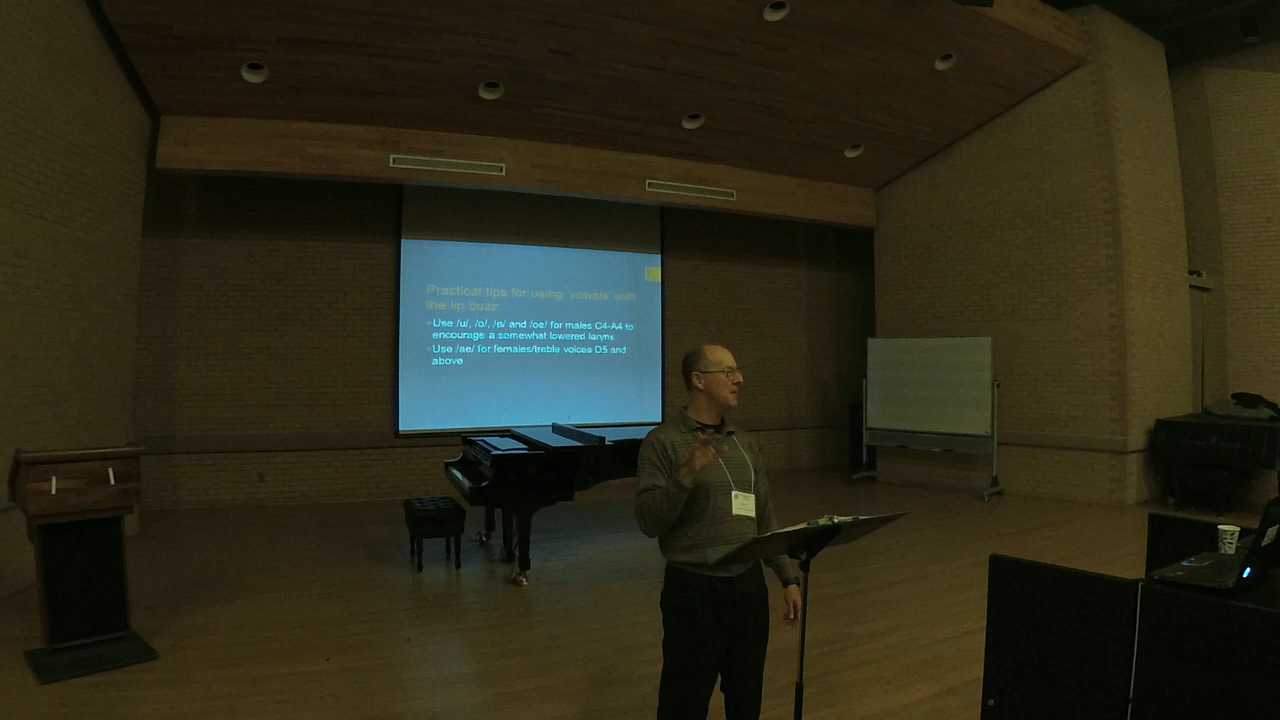 Practical tips for using 'vowels' with
the lip buzz
Use /u/, /o/, /ɵ/ and /oe/ for males C4-A4 to
encourage a somewhat lowered larynx
Use /ae/ for females/treble voices D5 and
above